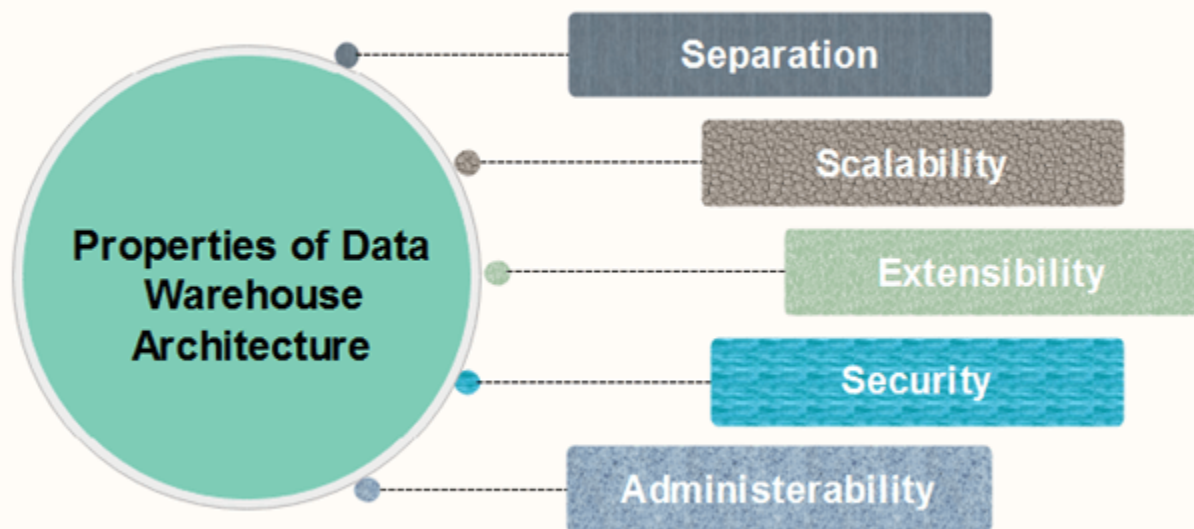 Separation
Scalability
Properties of Data
Warehouse
Architecture
Extensibility
Security
Administerability